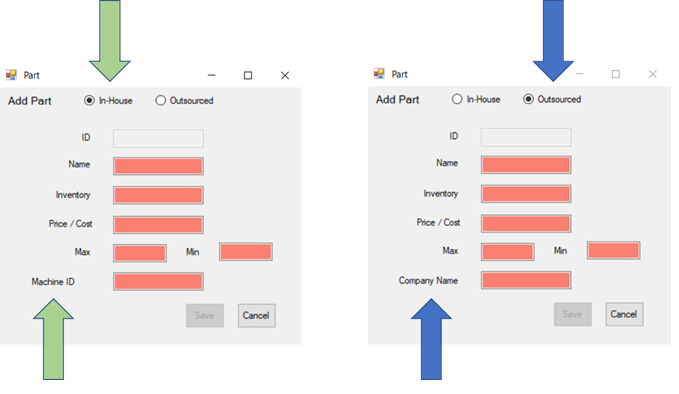 Part
Add Part In-House Outsourced
ID
Name
Inventory
Price / Cost
Max Min
Machine ID
Save Cancel
Part
Add Part In-House Outsourced
ID
Name
Inventory
Price / Cost
Max Min
Company Name
Save Cancel